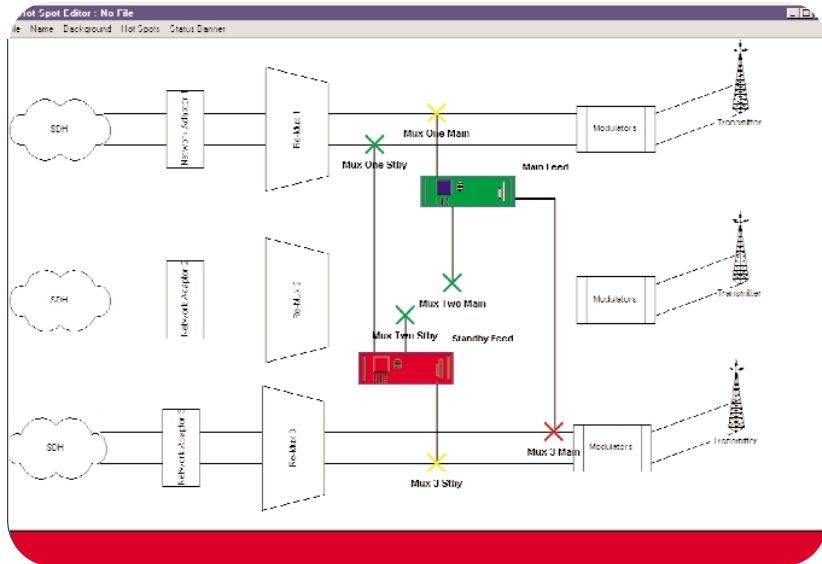 Hot Spot Editor : No File
Name Background Hot Spots Status Banner
SDH
Network Adaptor 1
Re-Mux 1
Mux One Main
Mux One Stby
Modulators
Transmitter
Main Feed
SDH
Network Adaptor 2
Re-Mux 2
Mux Two Main
Mux Two Stby
Standby Feed
Modulators
Transmitter
SDH
Network Adaptor 3
Re-Mux 3
Mux 3 Main
Mux 3 Stby
Modulators
Transmitter